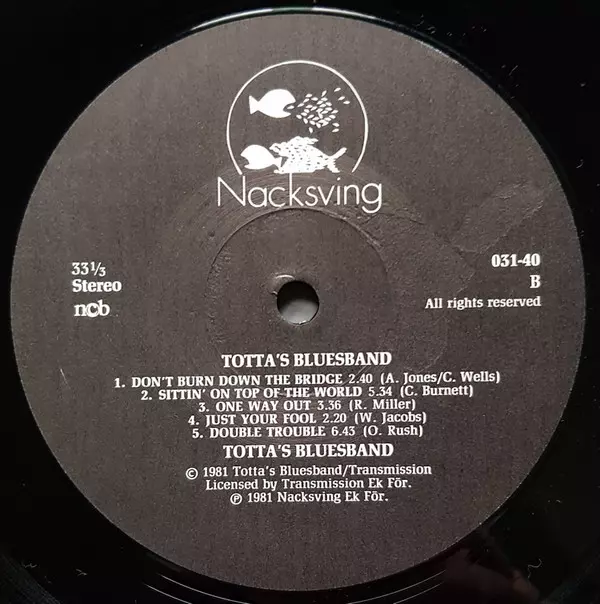 Nacksving
33 1/3
Stereo
ncb
031-40
B
All rights reserved
TOTTA'S BLUESBAND
1. DON'T BURN DOWN THE BRIDGE 2.40 (A. Jones/C. Wells)
2. SITTIN' ON TOP OF THE WORLD 5.34 (C. Burnett)
3. ONE WAY OUT 3.36 (R. Miller)
4. JUST YOUR FOOL 2.20 (W. Jacobs)
5. DOUBLE TROUBLE 6.43 (O. Rush)
TOTTA'S BLUESBAND
© 1981 Totta's Bluesband/Transmission
Licensed by Transmission Ek För.
℗ 1981 Nacksving Ek För.